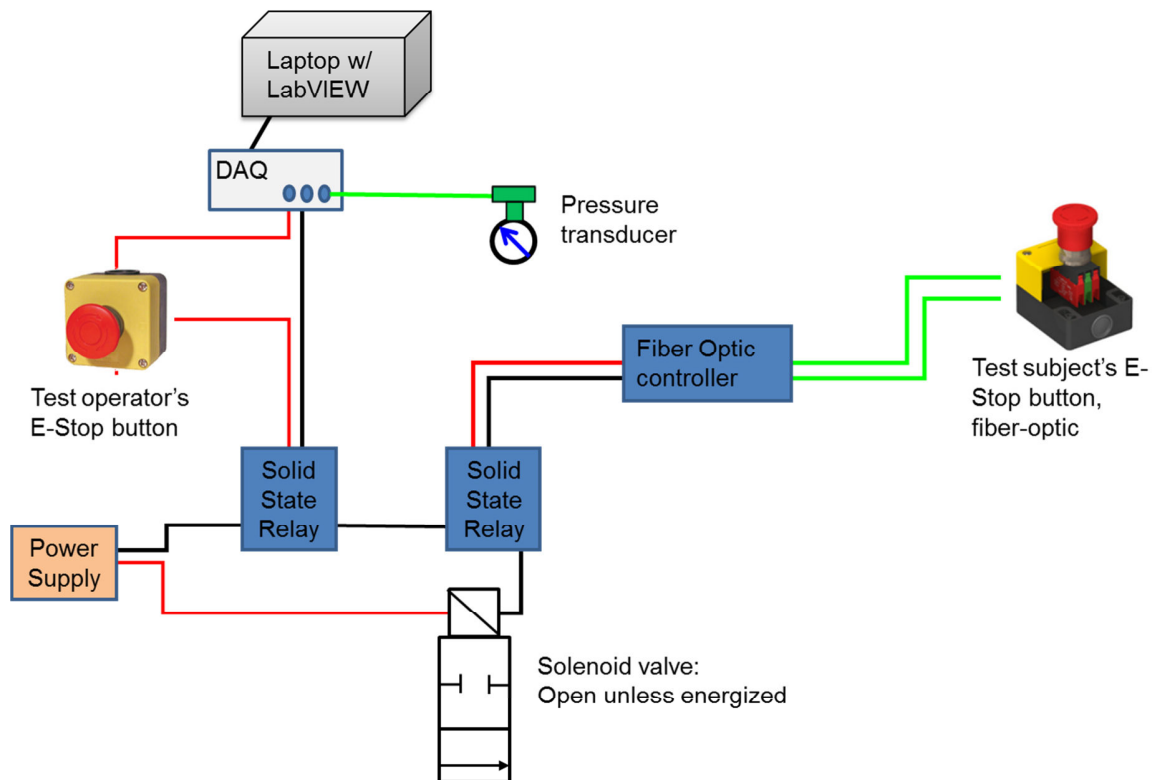 Laptop w/
LabVIEW
DAQ
Pressure
transducer
Fiber Optic
controller
Test subject's E-
Stop button,
fiber-optic
Test operator's
E-Stop button
Solid
State
Relay
Solid
State
Relay
Power
Supply
Solenoid valve:
Open unless energized